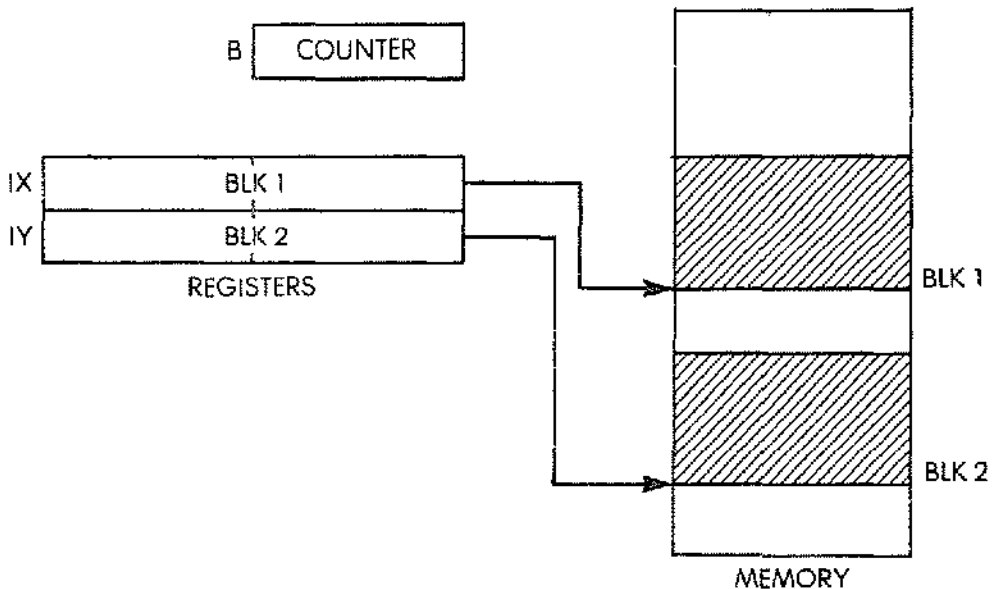 B COUNTER
IX BLK 1
IY BLK 2
REGISTERS
BLK 1
BLK 2
MEMORY